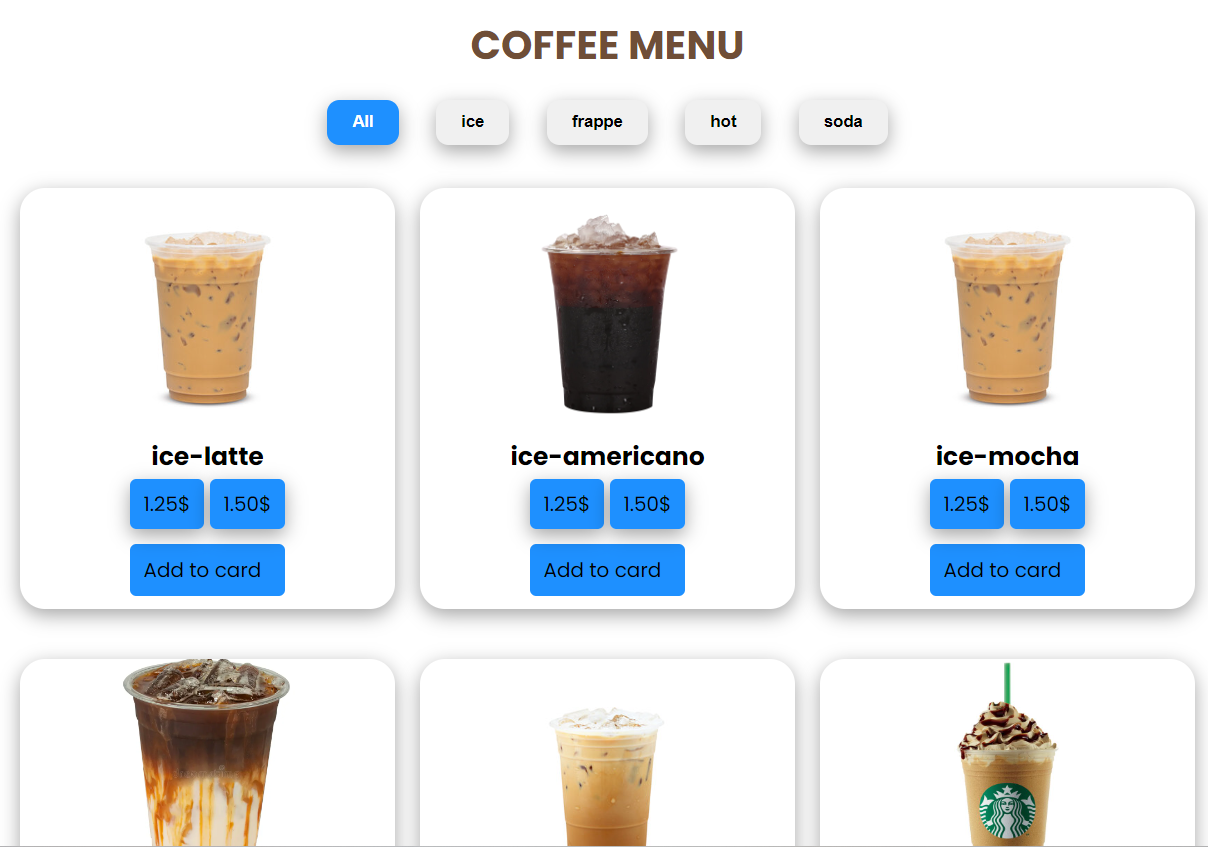 COFFEE MENU
All ice frappe hot soda
ice-latte
1.25$ 1.50$
Add to card
ice-americano
1.25$ 1.50$
Add to card
ice-mocha
1.25$ 1.50$
Add to card